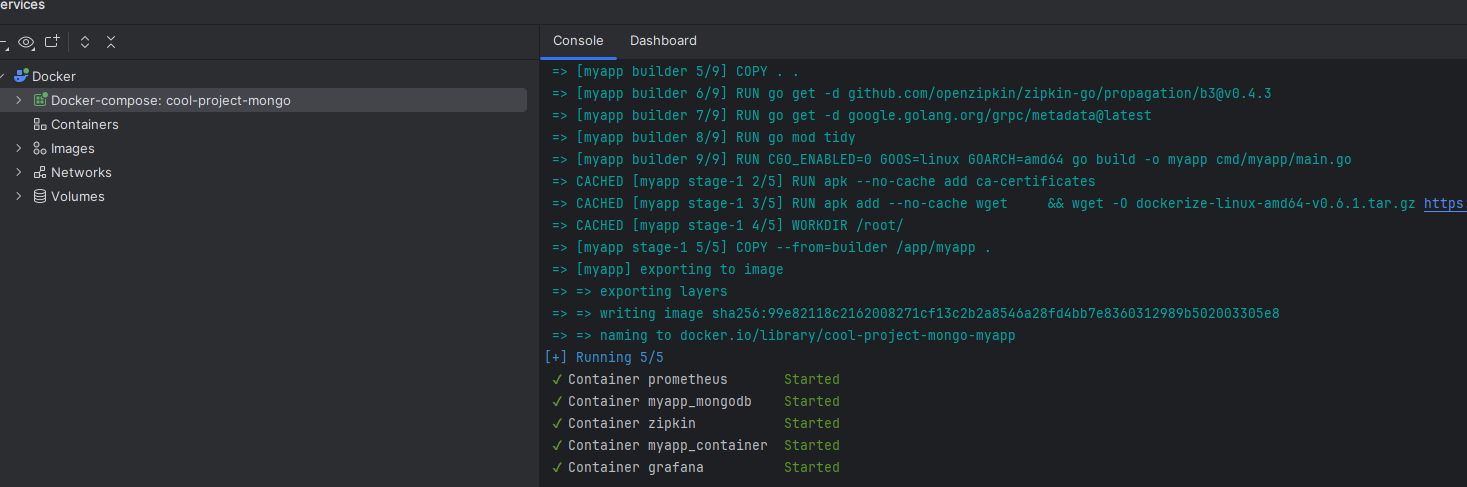 ervices
Console Dashboard
Docker
Docker-compose: cool-project-mongo
Containers
Images
Networks
Volumes
=> [myapp builder 5/9] COPY . .
=> [myapp builder 6/9] RUN go get -d github.com/openzipkin/zipkin-go/propagation/b3@v0.4.3
=> [myapp builder 7/9] RUN go get -d google.golang.org/grpc/metadata@latest
=> [myapp builder 8/9] RUN go mod tidy
=> [myapp builder 9/9] RUN CGO_ENABLED=0 GOOS=linux GOARCH=amd64 go build -o myapp cmd/myapp/main.go
=> CACHED [myapp stage-1 2/5] RUN apk --no-cache add ca-certificates
=> CACHED [myapp stage-1 3/5] RUN apk add --no-cache wget     && wget -O dockerize-linux-amd64-v0.6.1.tar.gz https
=> CACHED [myapp stage-1 4/5] WORKDIR /root/
=> [myapp stage-1 5/5] COPY --from=builder /app/myapp .
=> [myapp] exporting to image
=> => exporting layers
=> => writing image sha256:99e82118c2162008271cf13c2b2a8546a28fd4bb7e8360312989b502003305e8
=> => naming to docker.io/library/cool-project-mongo-myapp
[+] Running 5/5
✓ Container prometheus Started
✓ Container myapp_mongodb Started
✓ Container zipkin Started
✓ Container myapp_container Started
✓ Container grafana Started